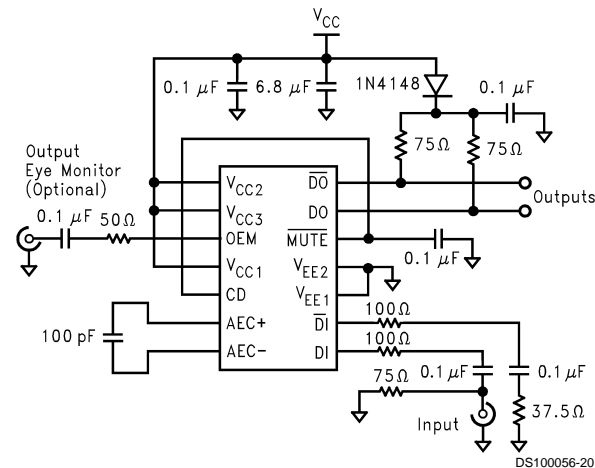 V_CC
0.1 μF
6.8 μF
1N4148
0.1 μF
75Ω
75Ω
Output
Eye Monitor
(Optional)
0.1 μF
50Ω
V_CC2
V_CC3
OEM
V_CC1
CD
AEC+
AEC-
D̅O̅
DO
M̅U̅T̅E̅
V_EE2
V_EE1
D̅I̅
DI
Outputs
0.1 μF
100 pF
100Ω
100Ω
75Ω
0.1 μF
0.1 μF
37.5Ω
Input
DS100056-20